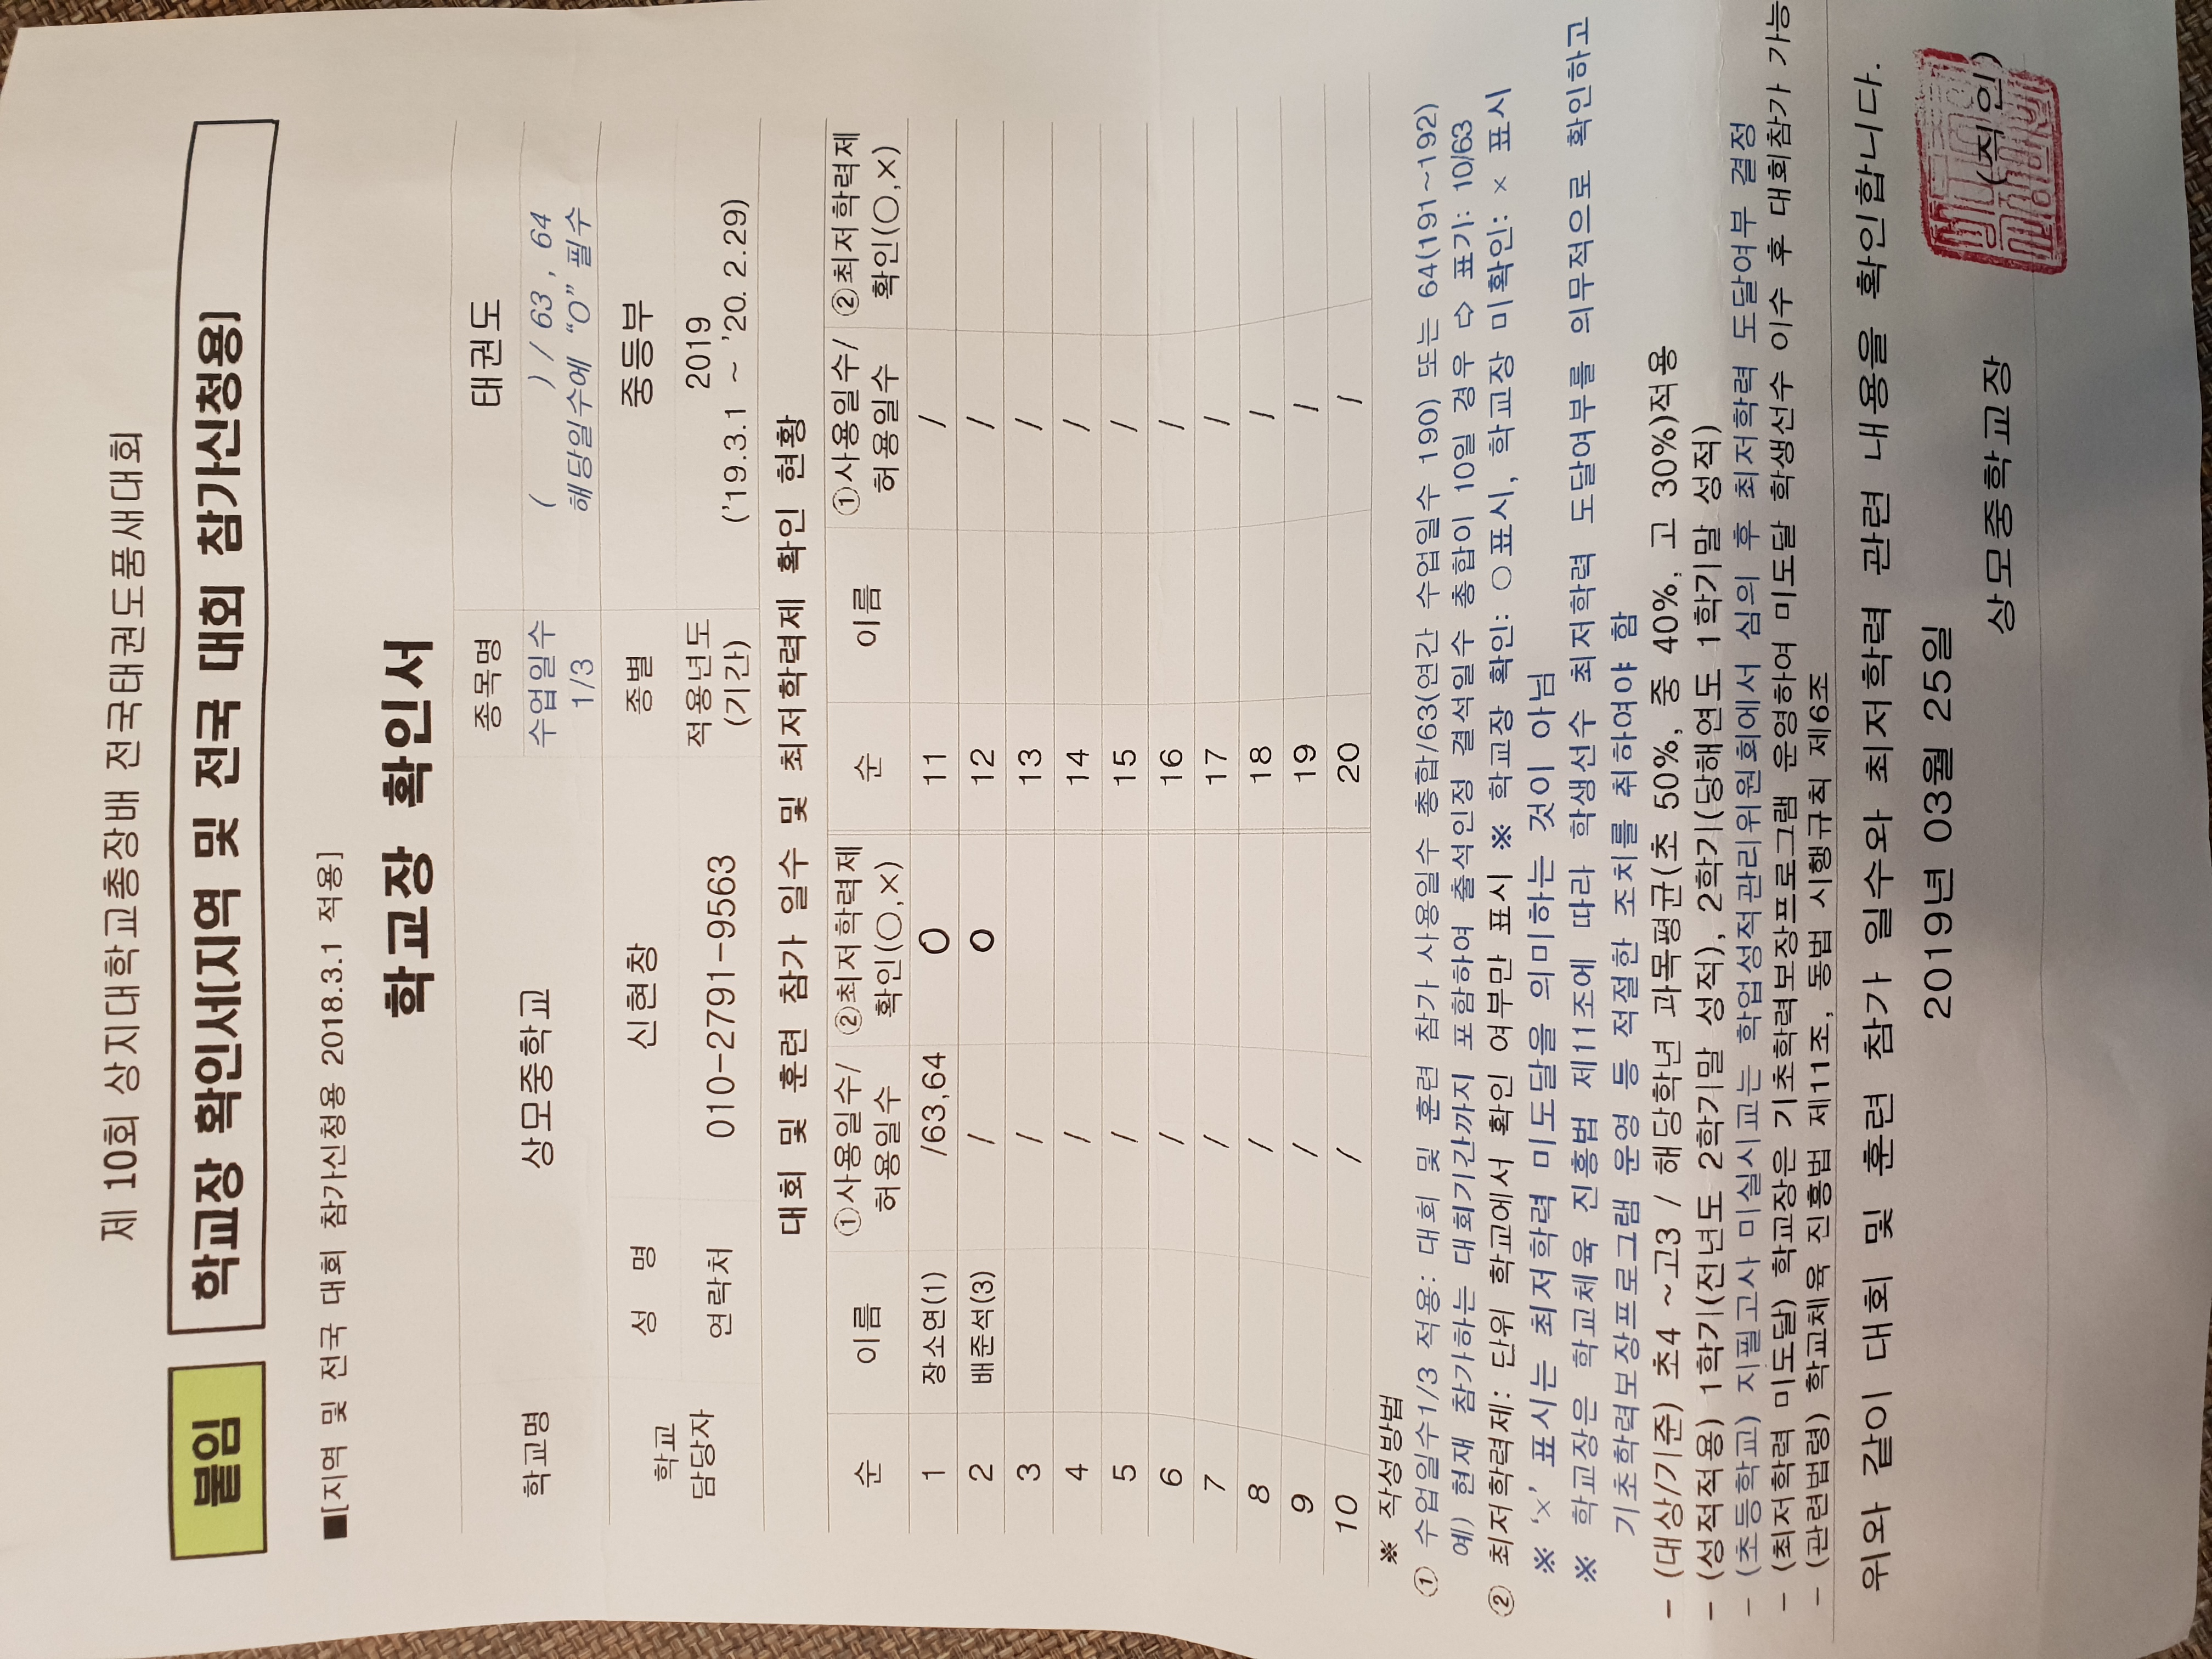 제 10회 상지대학교총장배 전국태권도품새대회
붙임
학교장 확인서(지역 및 전국 대회 참가신청용)
■[지역 및 전국 대회 참가신청용 2018.3.1 적용]
학교장 확인서
학교명 상모중학교 종목명 태권도
수업일수 1/3 ( ) / 63 , 64
해당일수에 “O” 필수
학교 담당자 성 명 신현창 종별 중등부
연락처 010-2791-9563 적용년도 (기간) 2019
('19.3.1 ~ '20. 2.29)
대회 및 훈련 참가 일수 및 최저학력제 확인 현황
순 이름 ①사용일수/ 허용일수 ②최저학력제 확인(○,×) 순 이름 ①사용일수/ 허용일수 ②최저학력제 확인(○,×)
1 장소연(1) /63,64 O 11 /
2 배준석(3) / O 12 /
3 / 13 /
4 / 14 /
5 / 15 /
6 / 16 /
7 / 17 /
8 / 18 /
9 / 19 /
10 / 20 /
※ 작성방법
① 수업일수1/3 적용: 대회 및 훈련 참가 사용일수 총합/63(연간 수업일수 190) 또는 64(191~192)
예) 현재 참가하는 대회기간까지 포함하여 출석인정 결석일수 총합이 10일 경우 ⇨ 표기: 10/63
② 최저학력제: 단위 학교에서 확인 여부만 표시 ※ 학교장 확인: ○ 표시, 학교장 미확인: × 표시
※ ‘×’ 표시는 최저학력 미도달을 의미하는 것이 아님
※ 학교장은 학교체육 진흥법 제11조에 따라 학생선수 최저학력 도달여부를 의무적으로 확인하고
기초학력보장프로그램 운영 등 적절한 조치를 취하여야 함
- (대상/기준) 초4 ~고3 / 해당학년 과목평균(초 50%, 중 40%, 고 30%)적용
- (성적적용) 1학기(전년도 2학기말 성적), 2학기(당해연도 1학기말 성적)
- (초등학교) 지필고사 미실시교는 학업성적관리위원회에서 심의 후 최저학력 도달여부 결정
- (최저학력 미도달) 학교장은 기초학력보장프로그램 운영하여 미도달 학생선수 이수 후 대회참가 가능
- (관련법령) 학교체육 진흥법 제11조, 동법 시행규칙 제6조
위와 같이 대회 및 훈련 참가 일수와 최저학력 관련 내용을 확인합니다.
2019년 03월 25일
상모중학교장 (직인)